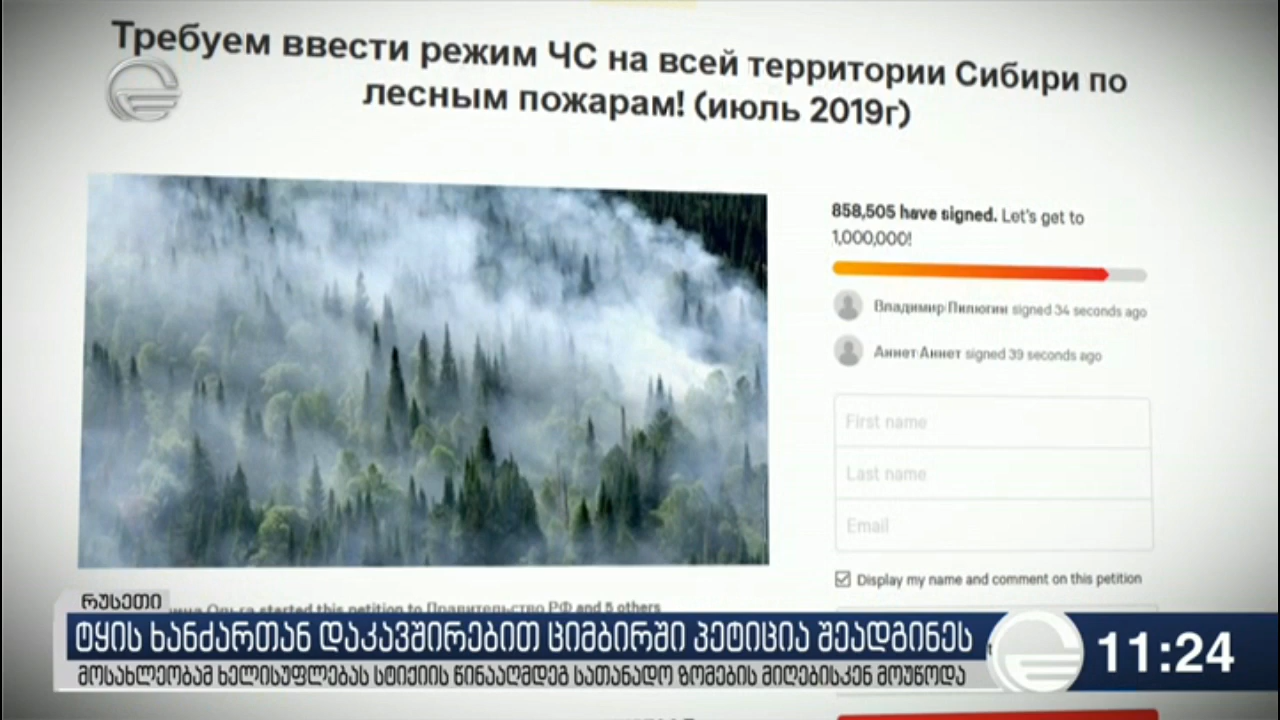 Требуем ввести режим ЧС на всей территории Сибири по
лесным пожарам! (июль 2019г)
858,505 have signed. Let's get to
1,000,000!
Владимир Пилюгин signed 34 seconds ago
Аннет Аннет signed 39 seconds ago
First name
Last name
Email
Display my name and comment on this petition
started this petition to Правительство РФ and 5 others
რუსეთი
ტყის ხანძართან დაკავშირებით ციმბირში პეტიცია შეადგინეს
მოსახლეობამ ხელისუფლებას სტიქიის წინააღმდეგ სათანადო ზომების მიღებისკენ მოუწოდა
11:24